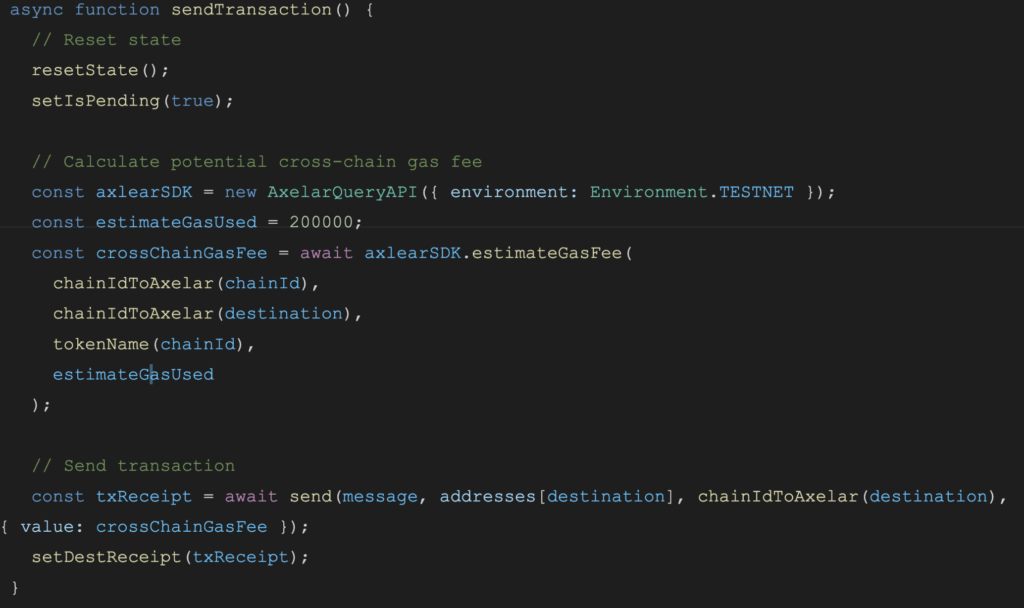 async function sendTransaction() {
// Reset state
resetState();
setIsPending(true);
// Calculate potential cross-chain gas fee
const axlearSDK = new AxelarQueryAPI({ environment: Environment.TESTNET });
const estimateGasUsed = 200000;
const crossChainGasFee = await axlearSDK.estimateGasFee(
chainIdToAxelar(chainId),
chainIdToAxelar(destination),
tokenName(chainId),
estimateGasUsed
);
// Send transaction
const txReceipt = await send(message, addresses[destination], chainIdToAxelar(destination),
{ value: crossChainGasFee });
setDestReceipt(txReceipt);
}